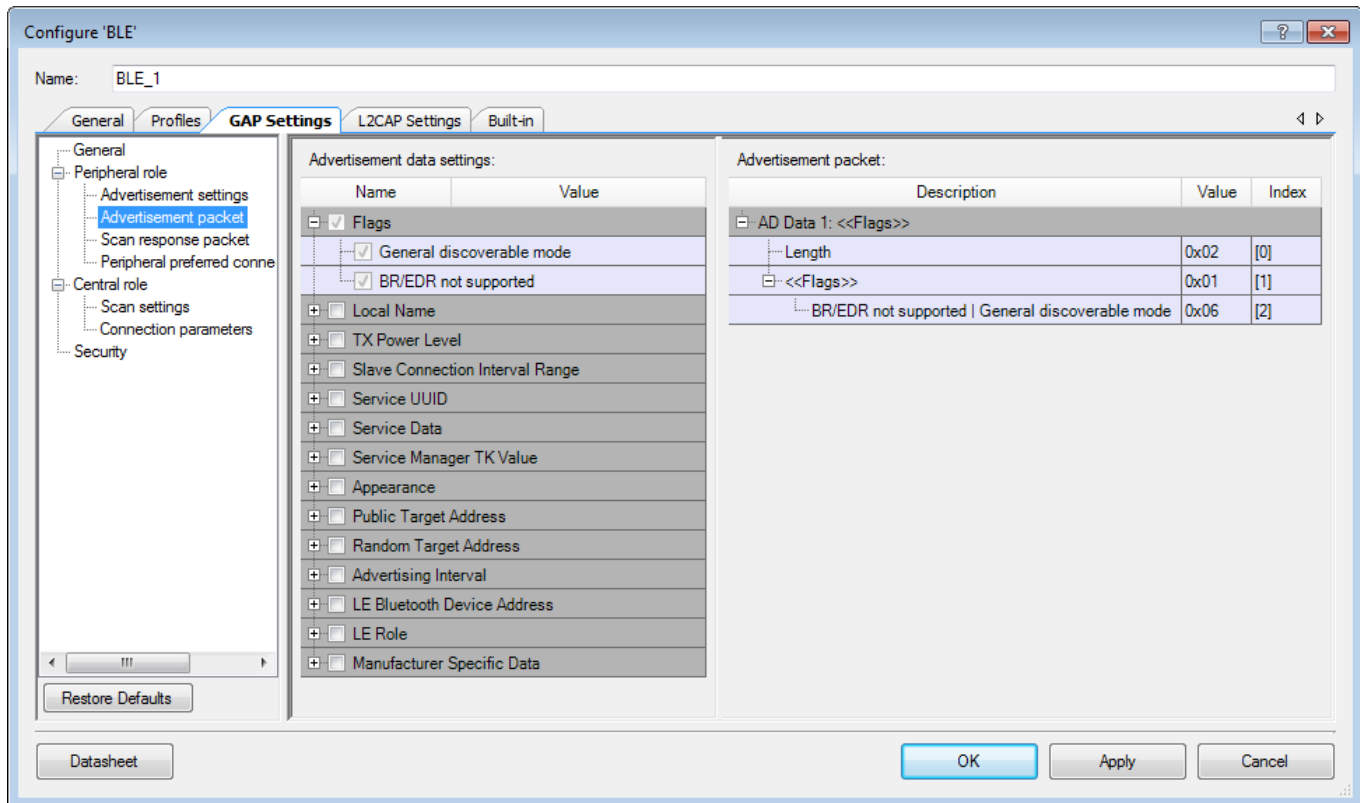 Configure 'BLE'
Name: BLE_1
General Profiles GAP Settings L2CAP Settings Built-in
General
Peripheral role
Advertisement settings
Advertisement packet
Scan response packet
Peripheral preferred conne
Central role
Scan settings
Connection parameters
Security
Restore Defaults
Advertisement data settings:
Name Value
Flags
General discoverable mode
BR/EDR not supported
Local Name
TX Power Level
Slave Connection Interval Range
Service UUID
Service Data
Service Manager TK Value
Appearance
Public Target Address
Random Target Address
Advertising Interval
LE Bluetooth Device Address
LE Role
Manufacturer Specific Data
Advertisement packet:
Description Value Index
AD Data 1: <<Flags>>
Length 0x02 [0]
<<Flags>> 0x01 [1]
BR/EDR not supported | General discoverable mode 0x06 [2]
Datasheet OK Apply Cancel